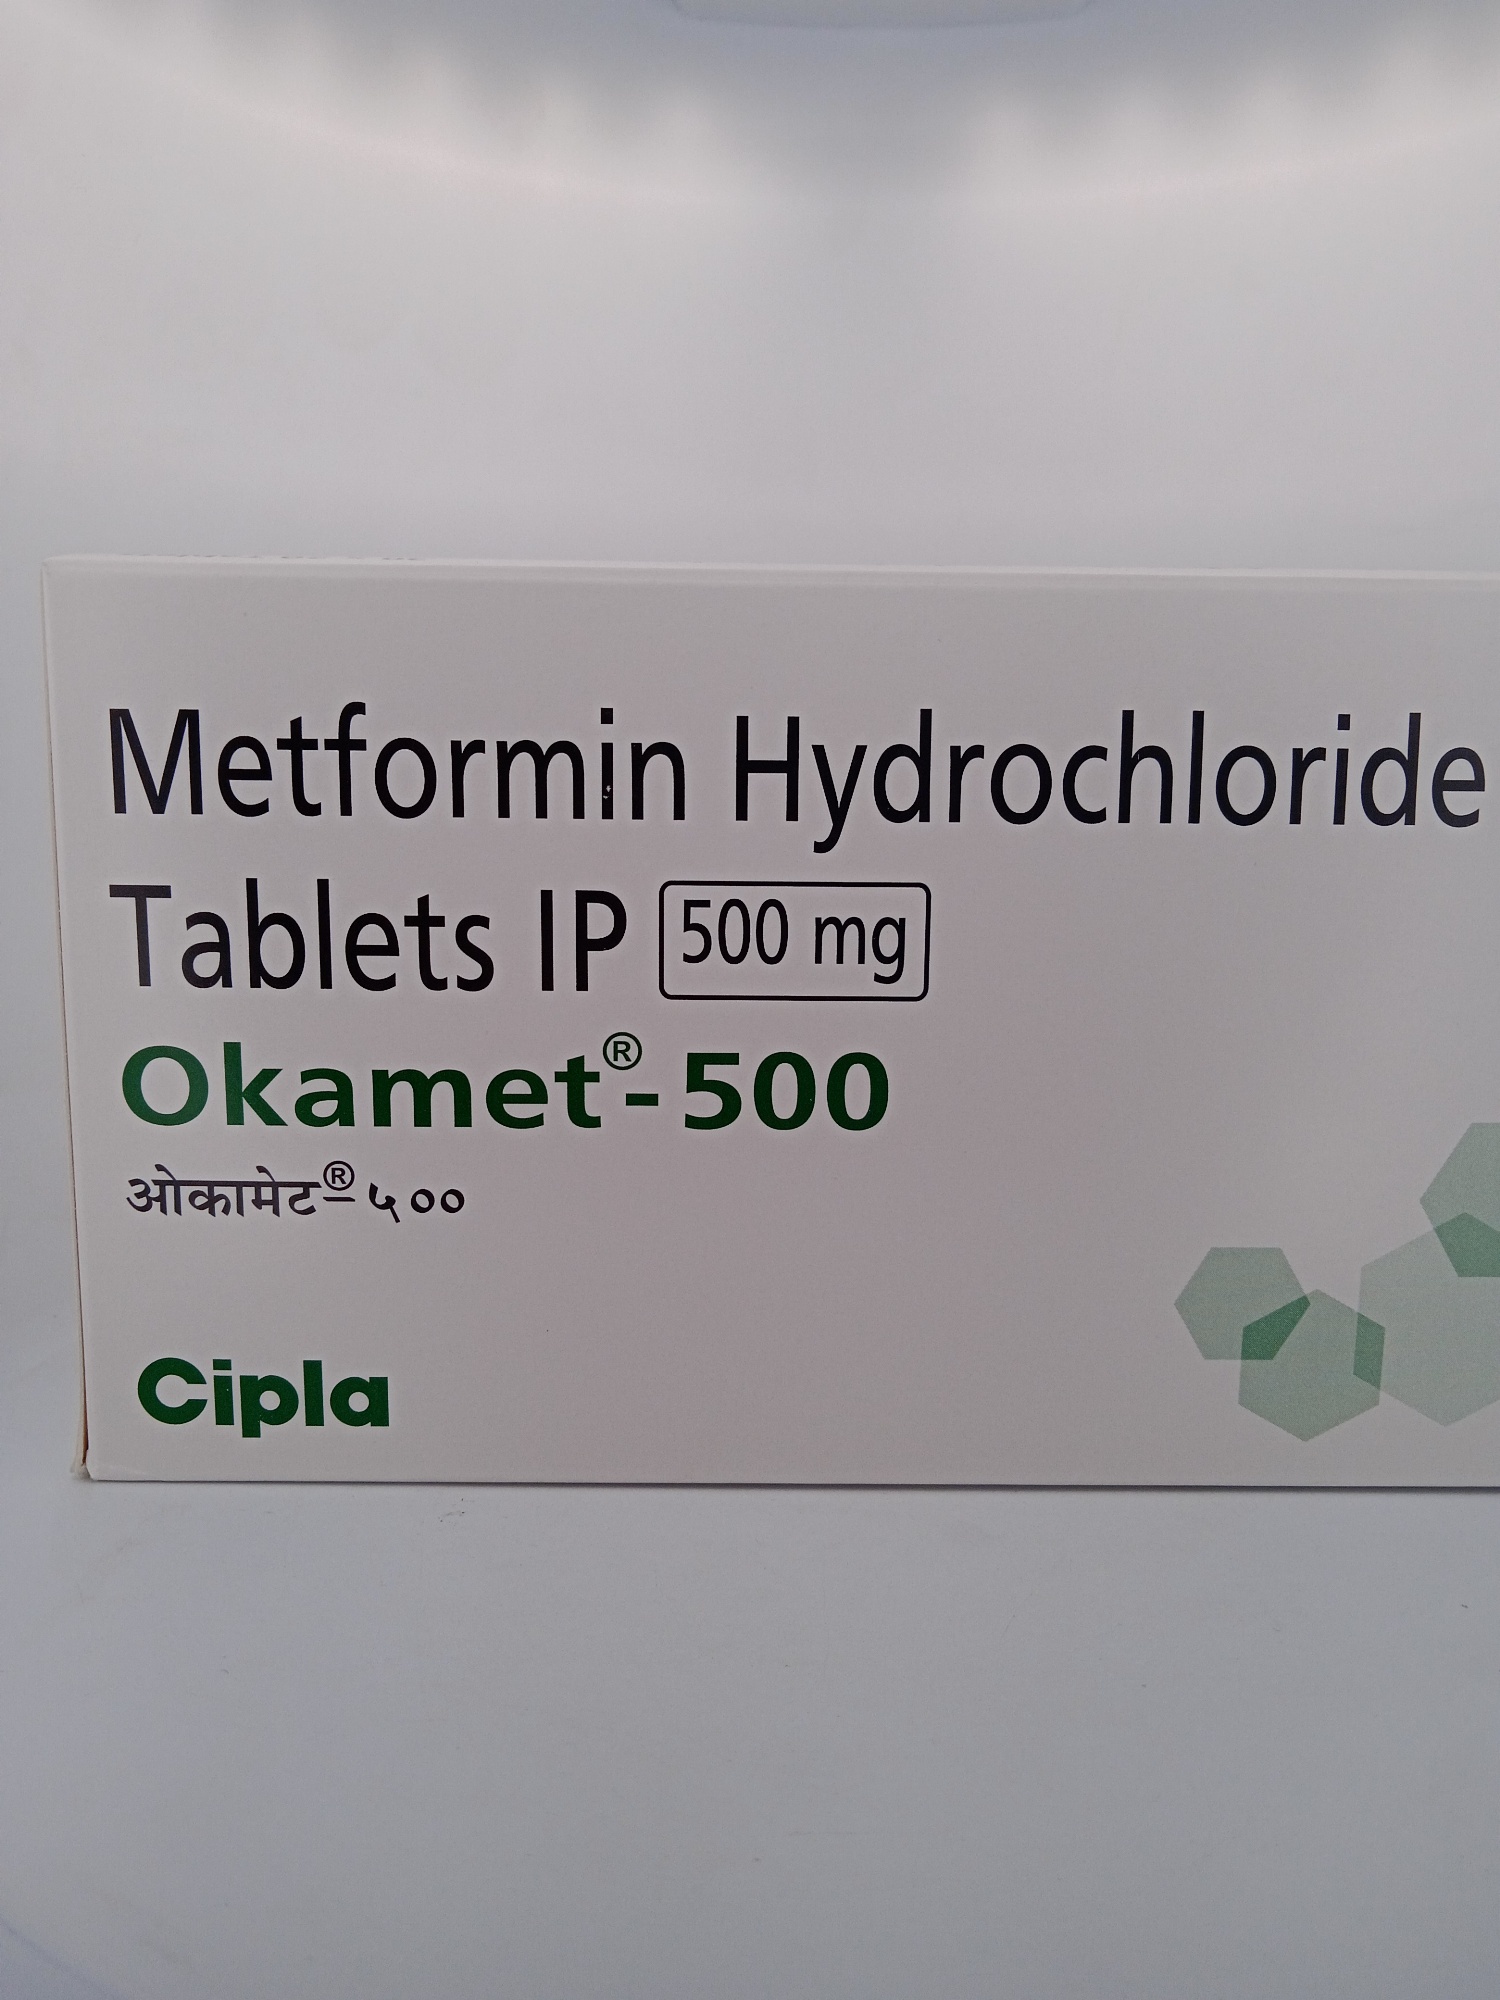 Metformin Hydrochloride
Tablets IP 500 mg
Okamet®-500
ओकामेट®-५००
Cipla